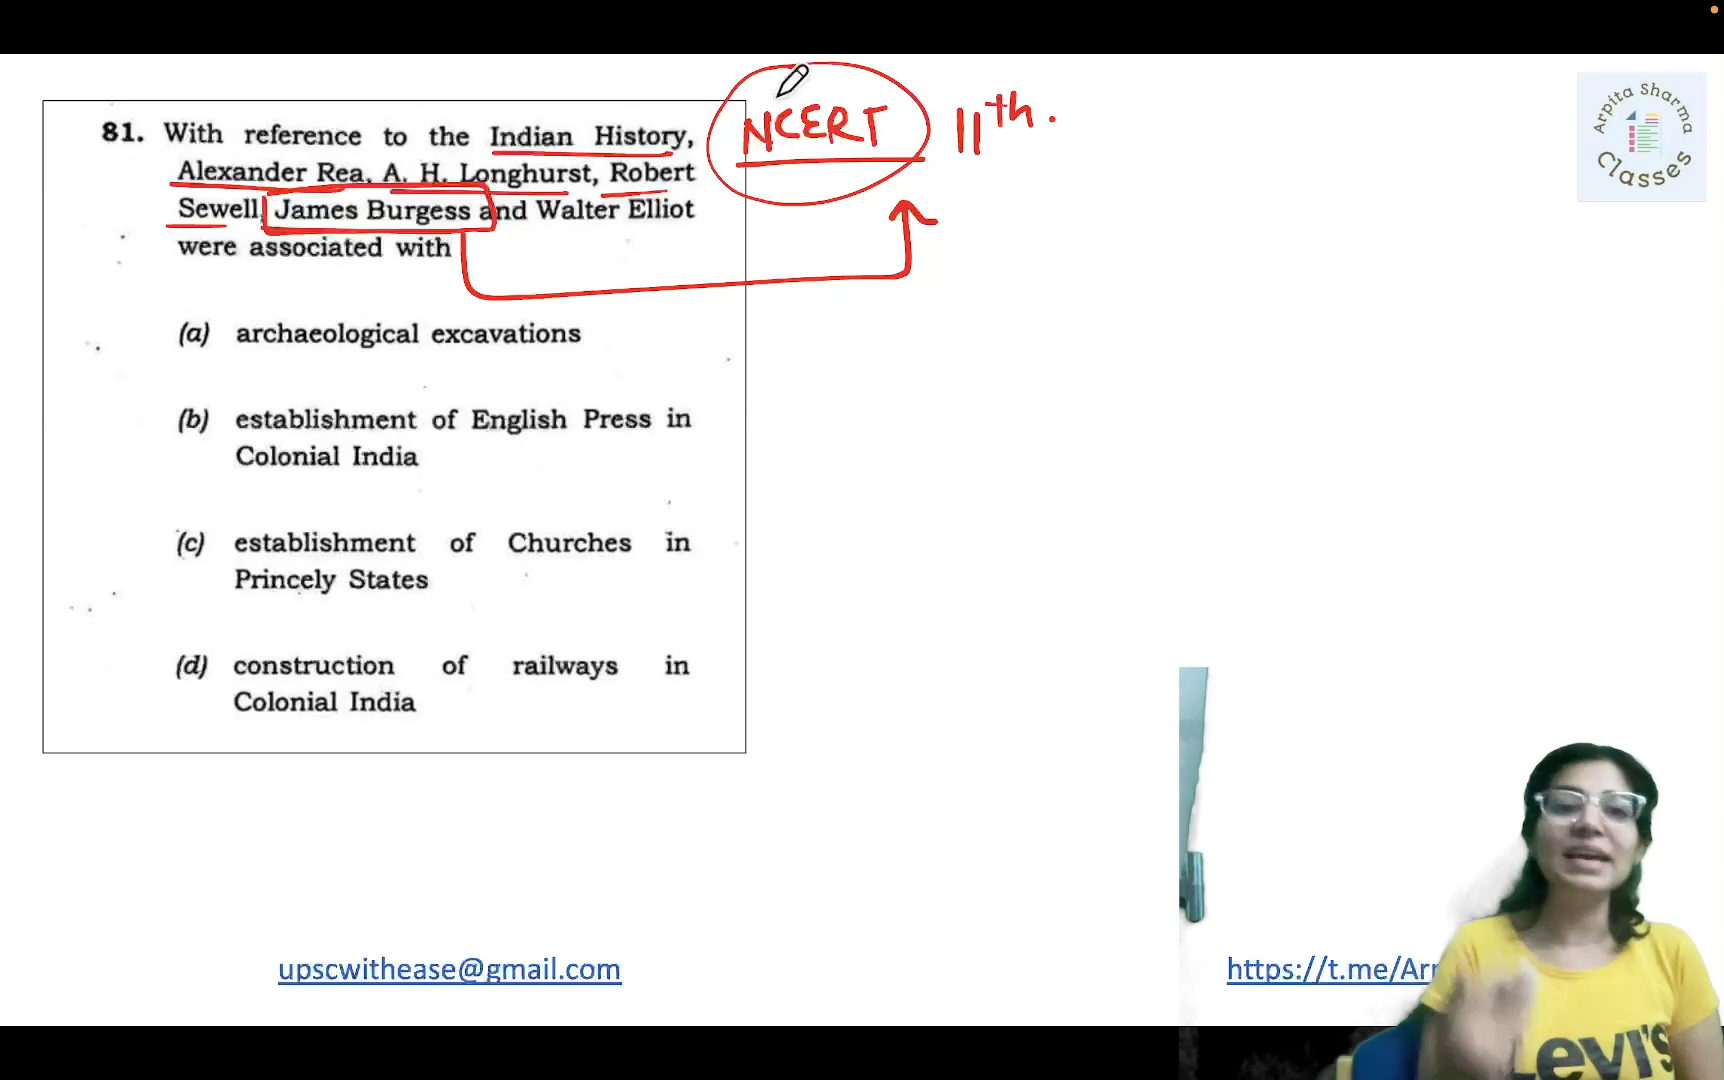 81. With reference to the Indian History,
Alexander Rea, A. H. Longhurst, Robert
Sewell, James Burgess and Walter Elliot
were associated with
(a) archaeological excavations
(b) establishment of English Press in
Colonial India
(c) establishment of Churches in
Princely States
(d) construction of railways in
Colonial India
NCERT 11th.
Arpita Sharma
Classes
upscwithease@gmail.com
https://t.me/Arp
Levi's